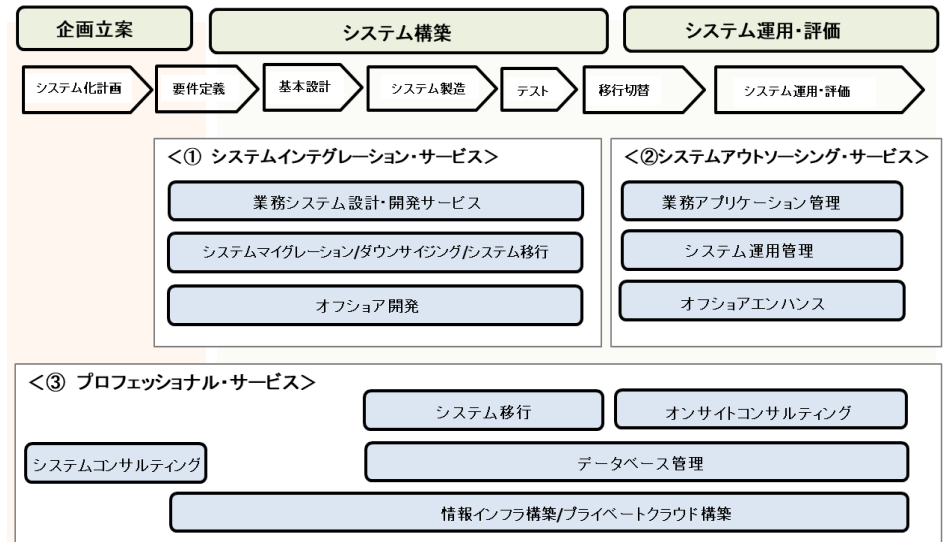 企画立案
システム構築
システム運用・評価
システム化計画
要件定義
基本設計
システム製造
テスト
移行切替
システム運用・評価
＜① システムインテグレーション・サービス＞
業務システム設計・開発サービス
システムマイグレーション/ダウンサイジング/システム移行
オフショア開発
＜②システムアウトソーシング・サービス＞
業務アプリケーション管理
システム運用管理
オフショアエンハンス
＜③ プロフェッショナル・サービス＞
システム移行
オンサイトコンサルティング
システムコンサルティング
データベース管理
情報インフラ構築/プライベートクラウド構築